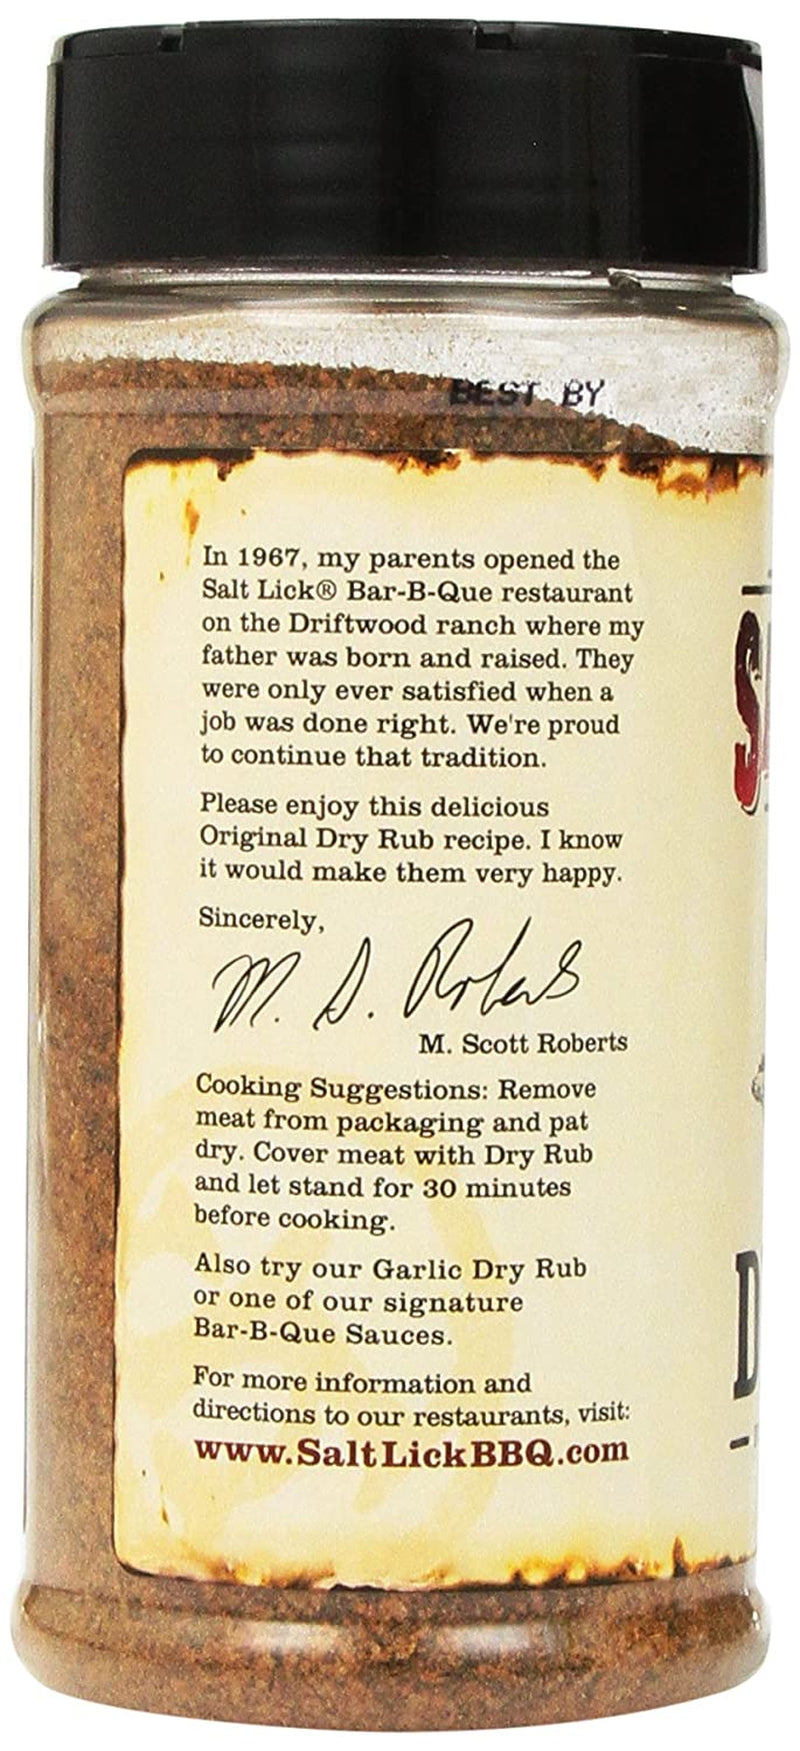 BEST BY
In 1967, my parents opened the
Salt Lick® Bar-B-Que restaurant
on the Driftwood ranch where my
father was born and raised. They
were only ever satisfied when a
job was done right. We're proud
to continue that tradition.
Please enjoy this delicious
Original Dry Rub recipe. I know
it would make them very happy.
Sincerely,
M. S. Roberts
M. Scott Roberts
Cooking Suggestions: Remove
meat from packaging and pat
dry. Cover meat with Dry Rub
and let stand for 30 minutes
before cooking.
Also try our Garlic Dry Rub
or one of our signature
Bar-B-Que Sauces.
For more information and
directions to our restaurants, visit:
www.SaltLickBBQ.com